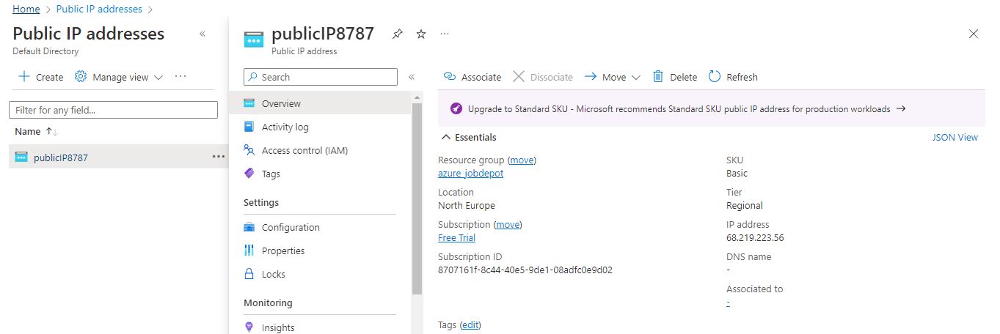 Home > Public IP addresses >
Public IP addresses
Default Directory
Create Manage view ...
Filter for any field...
Name
publicIP8787 ...
publicIP8787 ...
Public IP address
Search
Overview
Activity log
Access control (IAM)
Tags
Settings
Configuration
Properties
Locks
Monitoring
Insights
Associate Dissociate Move Delete Refresh
Upgrade to Standard SKU - Microsoft recommends Standard SKU public IP address for production workloads
Essentials JSON View
Resource group (move)
azure_jobdepot
Location
North Europe
Subscription (move)
Free Trial
Subscription ID
8707161f-8c44-40e5-9de1-08adfc0e9d02
SKU
Basic
Tier
Regional
IP address
68.219.223.56
DNS name
-
Associated to
-
Tags (edit)